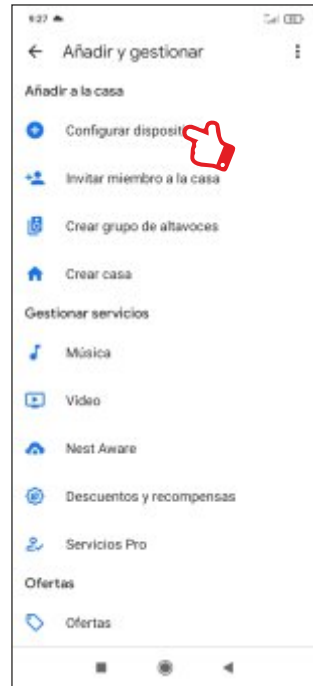 9:27
Añadir y gestionar
Añadir a la casa
Configurar disposit
Invitar miembro a la casa
Crear grupo de altavoces
Crear casa
Gestionar servicios
Música
Vídeo
Nest Aware
Descuentos y recompensas
Servicios Pro
Ofertas
Ofertas